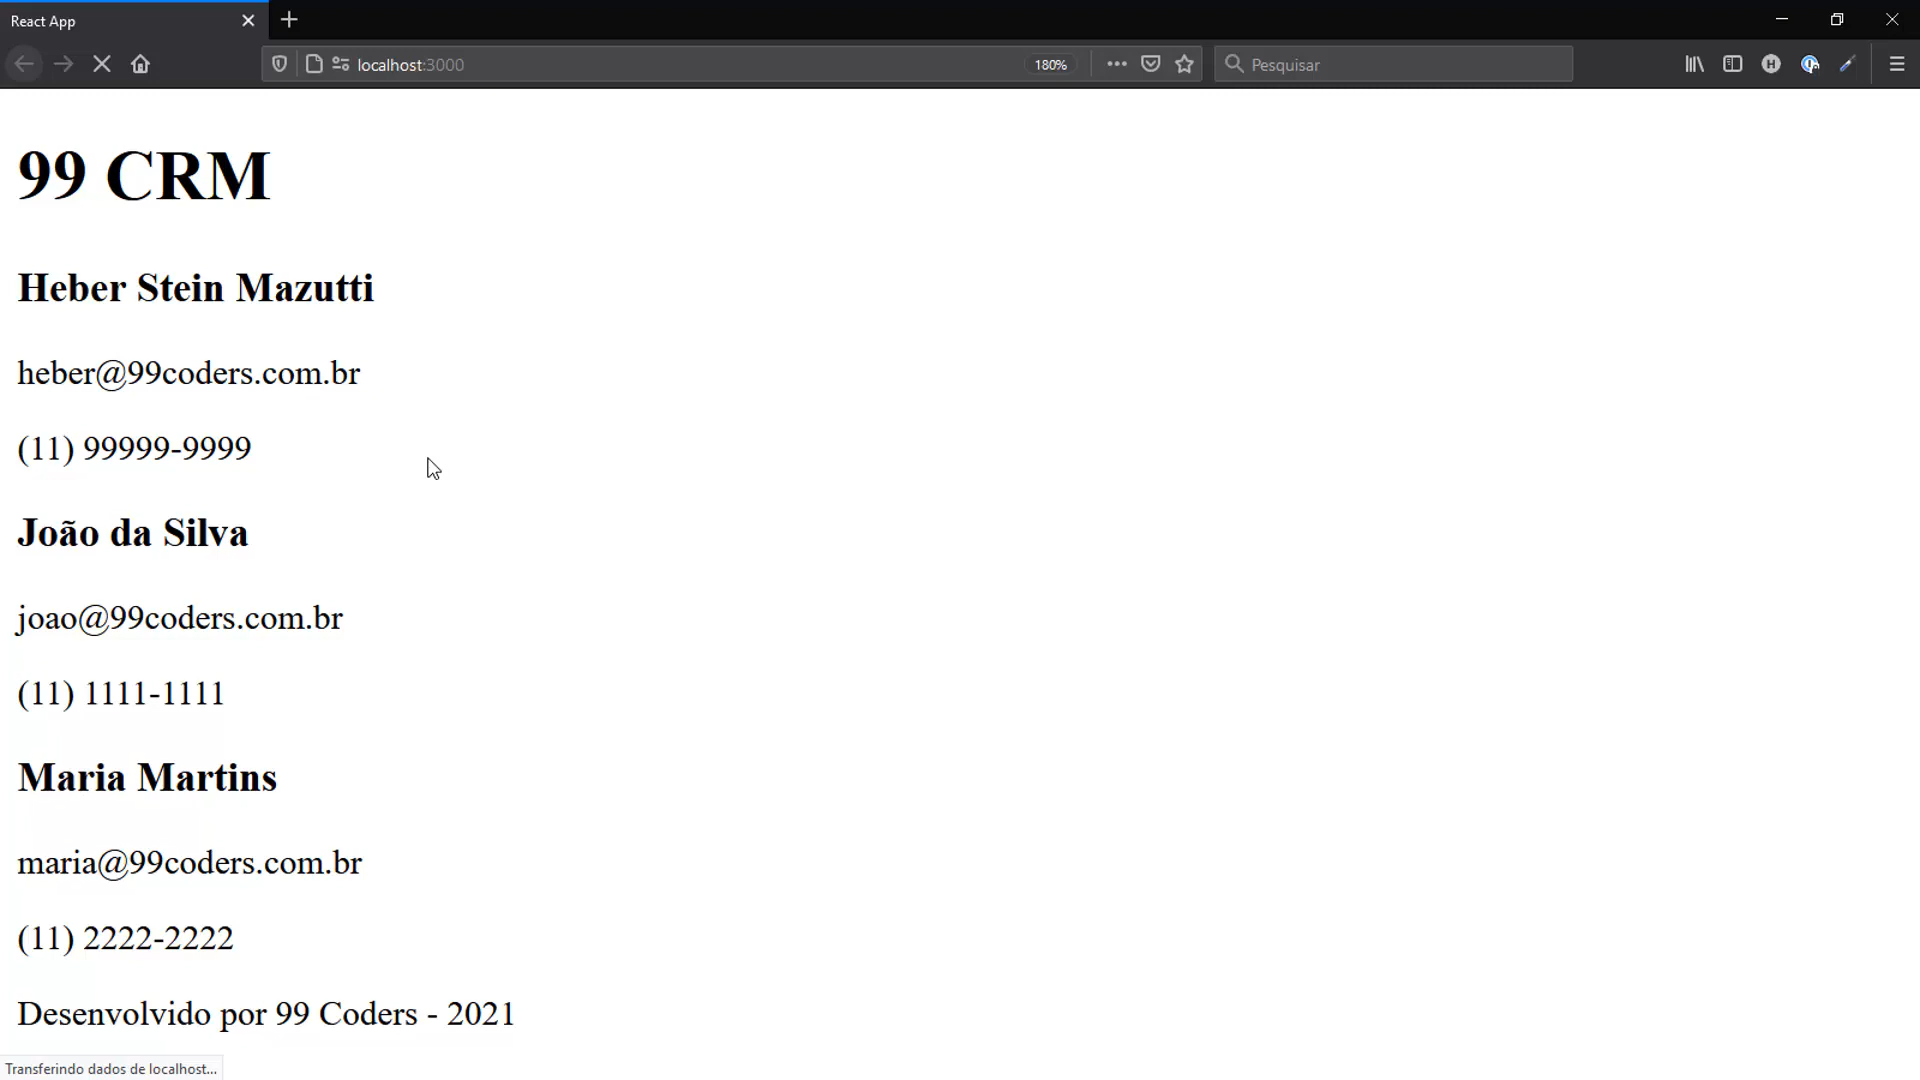 React App
localhost:3000
180%
Pesquisar
99 CRM
Heber Stein Mazutti
heber@99coders.com.br
(11) 99999-9999
João da Silva
joao@99coders.com.br
(11) 1111-1111
Maria Martins
maria@99coders.com.br
(11) 2222-2222
Desenvolvido por 99 Coders - 2021
Transferindo dados de localhost...